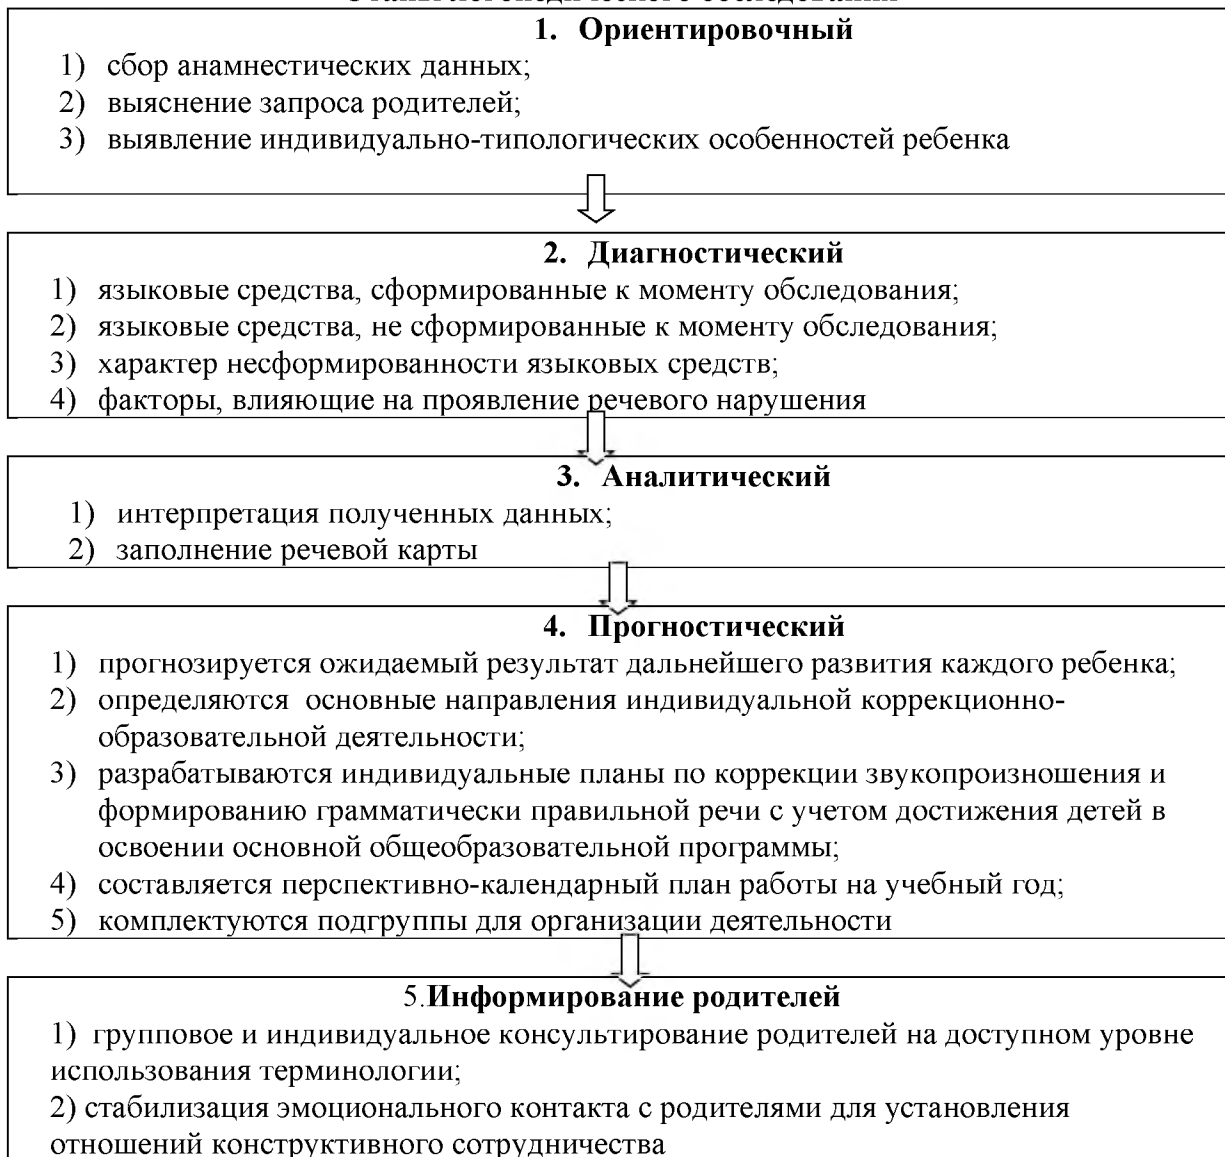 1. Ориентировочный
1) сбор анамнестических данных;
2) выяснение запроса родителей;
3) выявление индивидуально-типологических особенностей ребенка
2. Диагностический
1) языковые средства, сформированные к моменту обследования;
2) языковые средства, не сформированные к моменту обследования;
3) характер несформированности языковых средств;
4) факторы, влияющие на проявление речевого нарушения
3. Аналитический
1) интерпретация полученных данных;
2) заполнение речевой карты
4. Прогностический
1) прогнозируется ожидаемый результат дальнейшего развития каждого ребенка;
2) определяются основные направления индивидуальной коррекционно-
образовательной деятельности;
3) разрабатываются индивидуальные планы по коррекции звукопроизношения и
формированию грамматически правильной речи с учетом достижения детей в
освоении основной общеобразовательной программы;
4) составляется перспективно-календарный план работы на учебный год;
5) комплектуются подгруппы для организации деятельности
5.Информирование родителей
1) групповое и индивидуальное консультирование родителей на доступном уровне
использования терминологии;
2) стабилизация эмоционального контакта с родителями для установления
отношений конструктивного сотрудничества